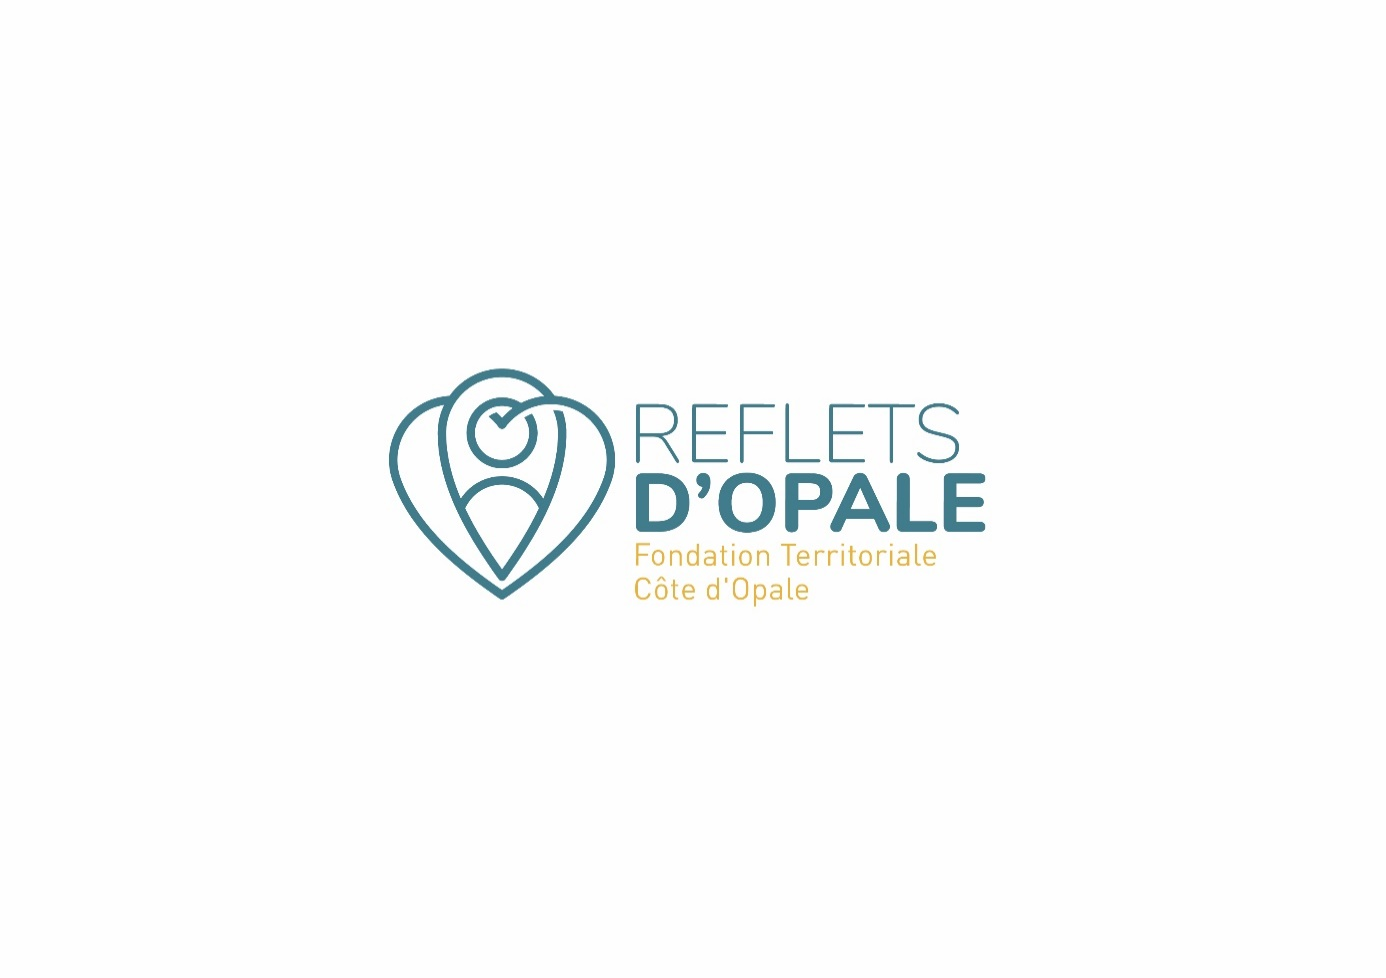 REFLETS
D’OPALE
Fondation Territoriale
Côte d'Opale